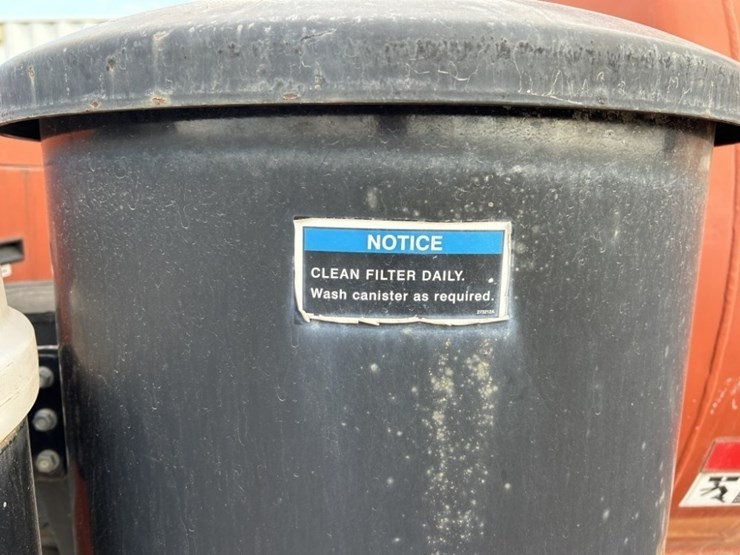 NOTICE
CLEAN FILTER DAILY.
Wash canister as required.